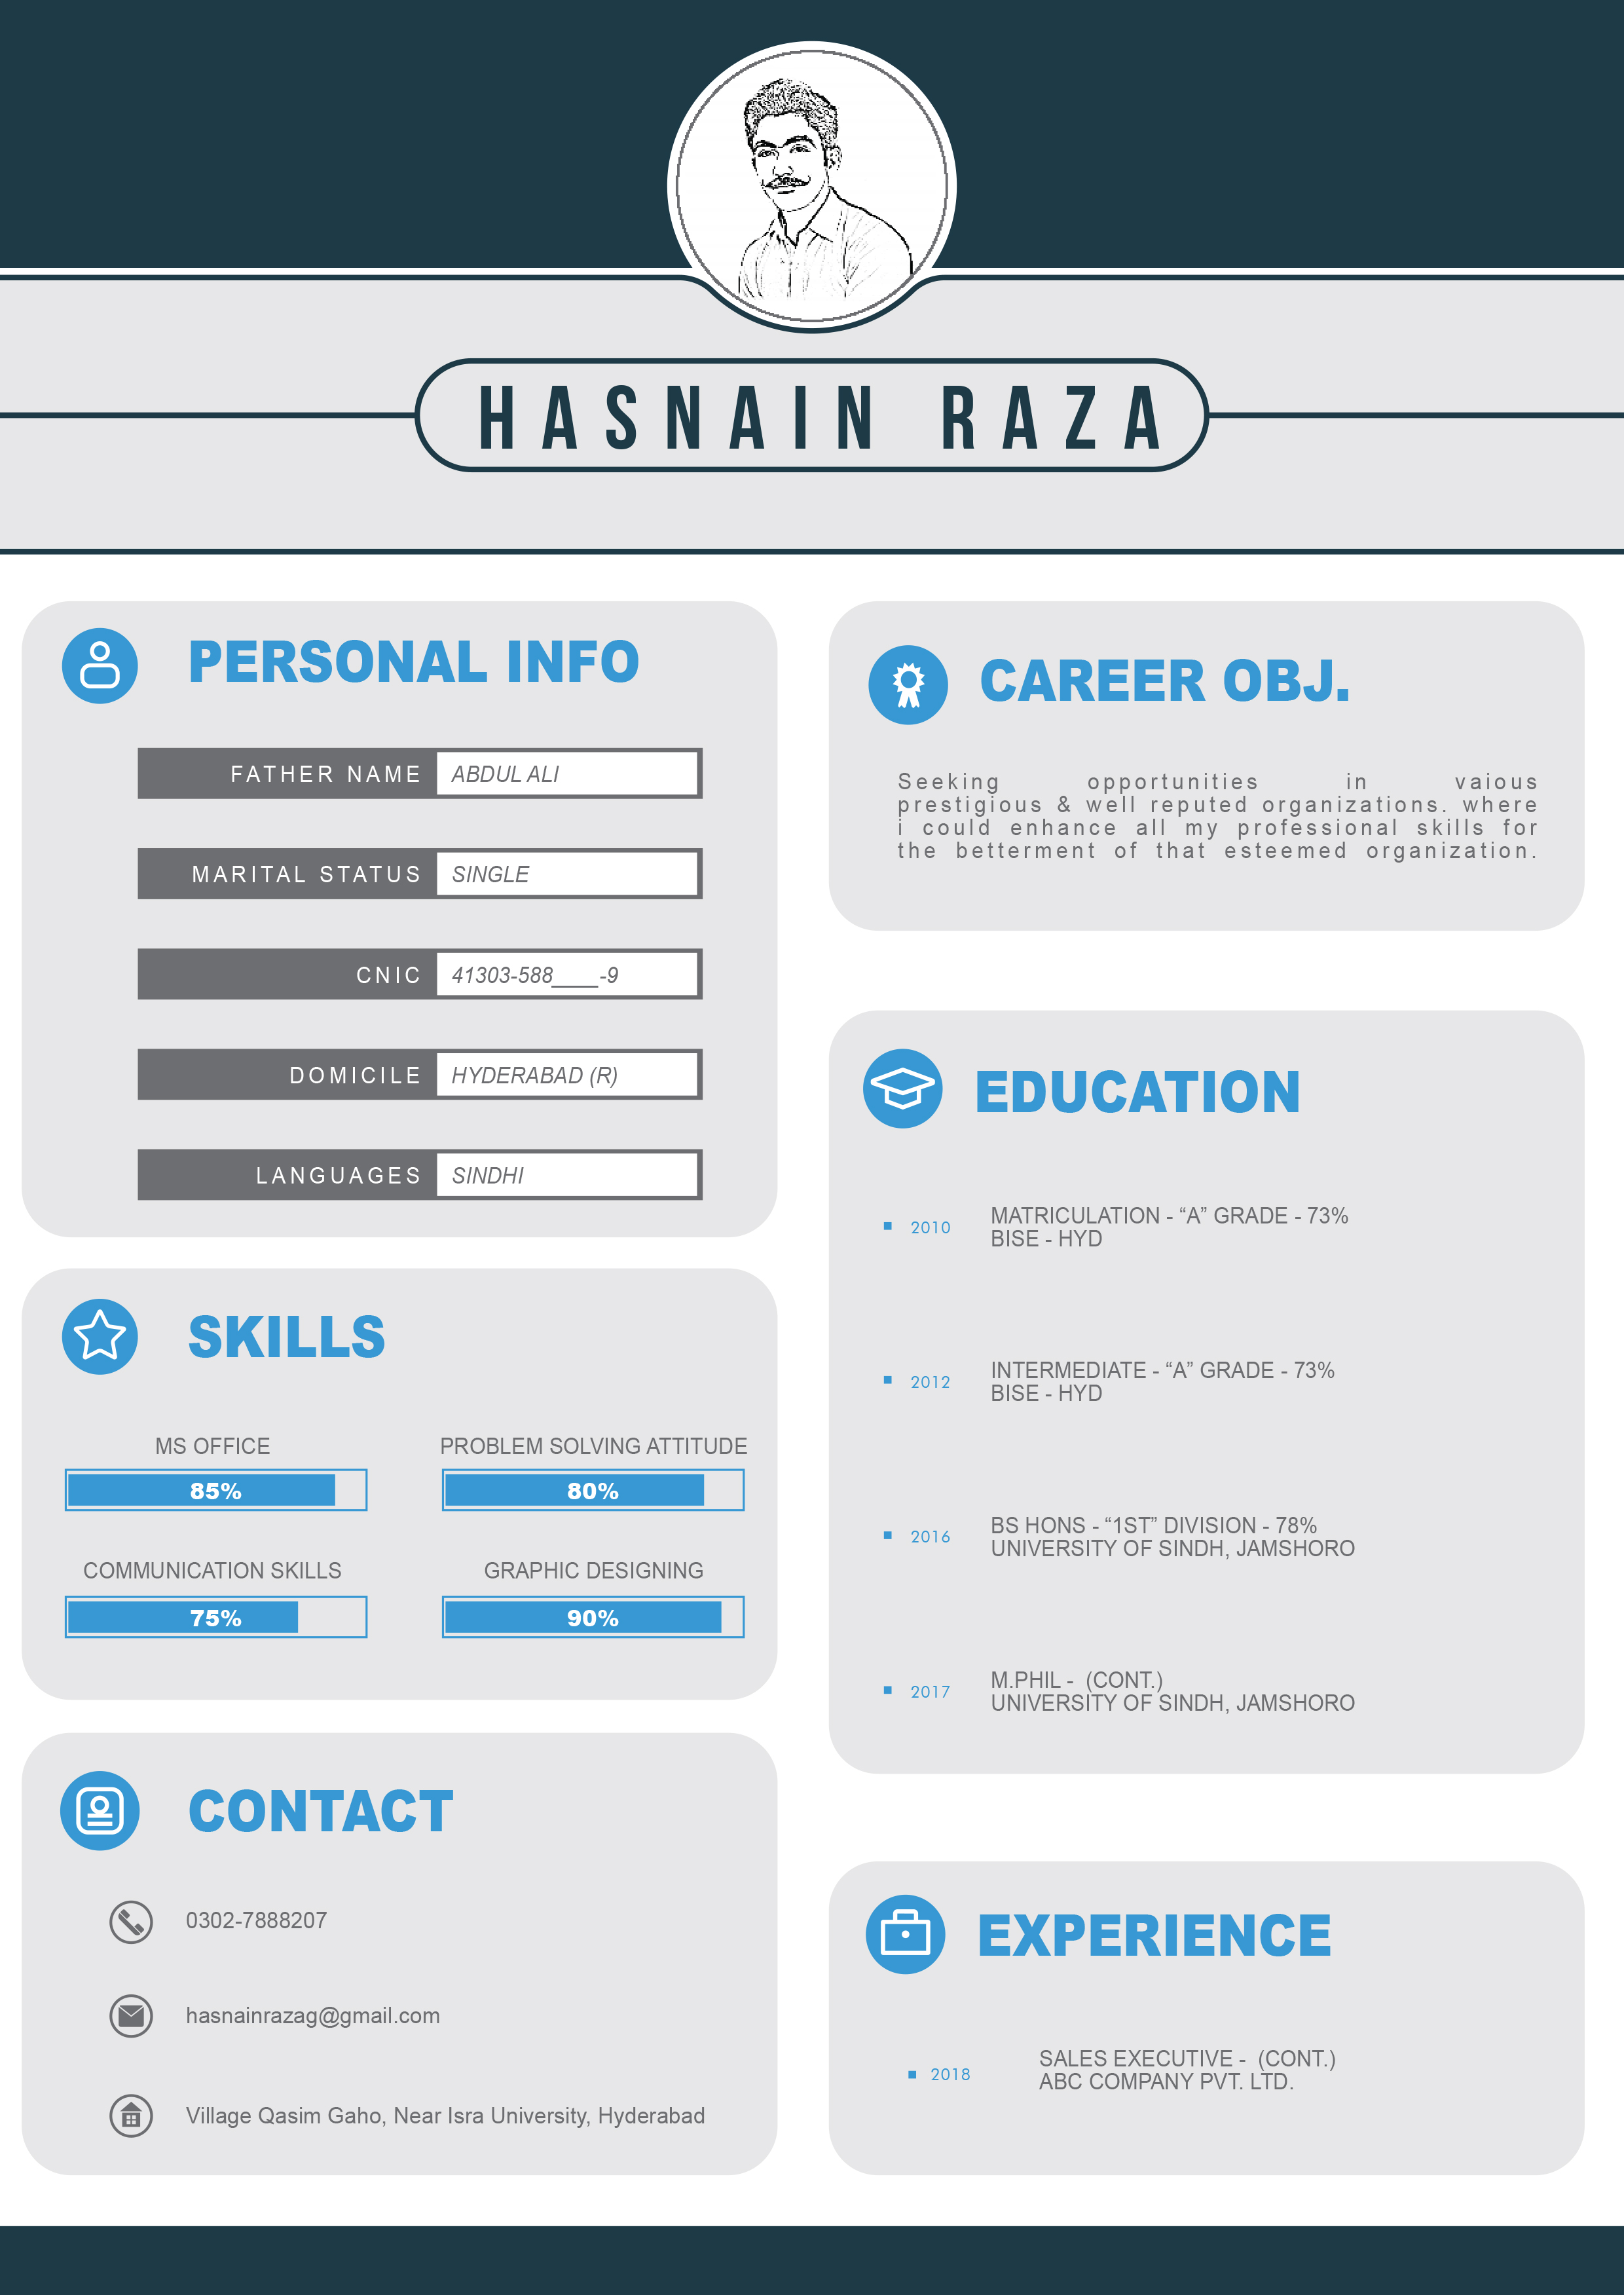 HASNAIN RAZA
PERSONAL INFO
FATHER NAME ABDUL ALI
MARITAL STATUS SINGLE
CNIC 41303-588____-9
DOMICILE HYDERABAD (R)
LANGUAGES SINDHI
SKILLS
MS OFFICE
85%
PROBLEM SOLVING ATTITUDE
80%
COMMUNICATION SKILLS
75%
GRAPHIC DESIGNING
90%
CONTACT
0302-7888207
hasnainrazag@gmail.com
Village Qasim Gaho, Near Isra University, Hyderabad
CAREER OBJ.
Seeking opportunities in vaious
prestigious & well reputed organizations. where
i could enhance all my professional skills for
the betterment of that esteemed organization.
EDUCATION
2010
MATRICULATION - “A” GRADE - 73%
BISE - HYD
2012
INTERMEDIATE - “A” GRADE - 73%
BISE - HYD
2016
BS HONS - “1ST” DIVISION - 78%
UNIVERSITY OF SINDH, JAMSHORO
2017
M.PHIL - (CONT.)
UNIVERSITY OF SINDH, JAMSHORO
EXPERIENCE
2018
SALES EXECUTIVE - (CONT.)
ABC COMPANY PVT. LTD.